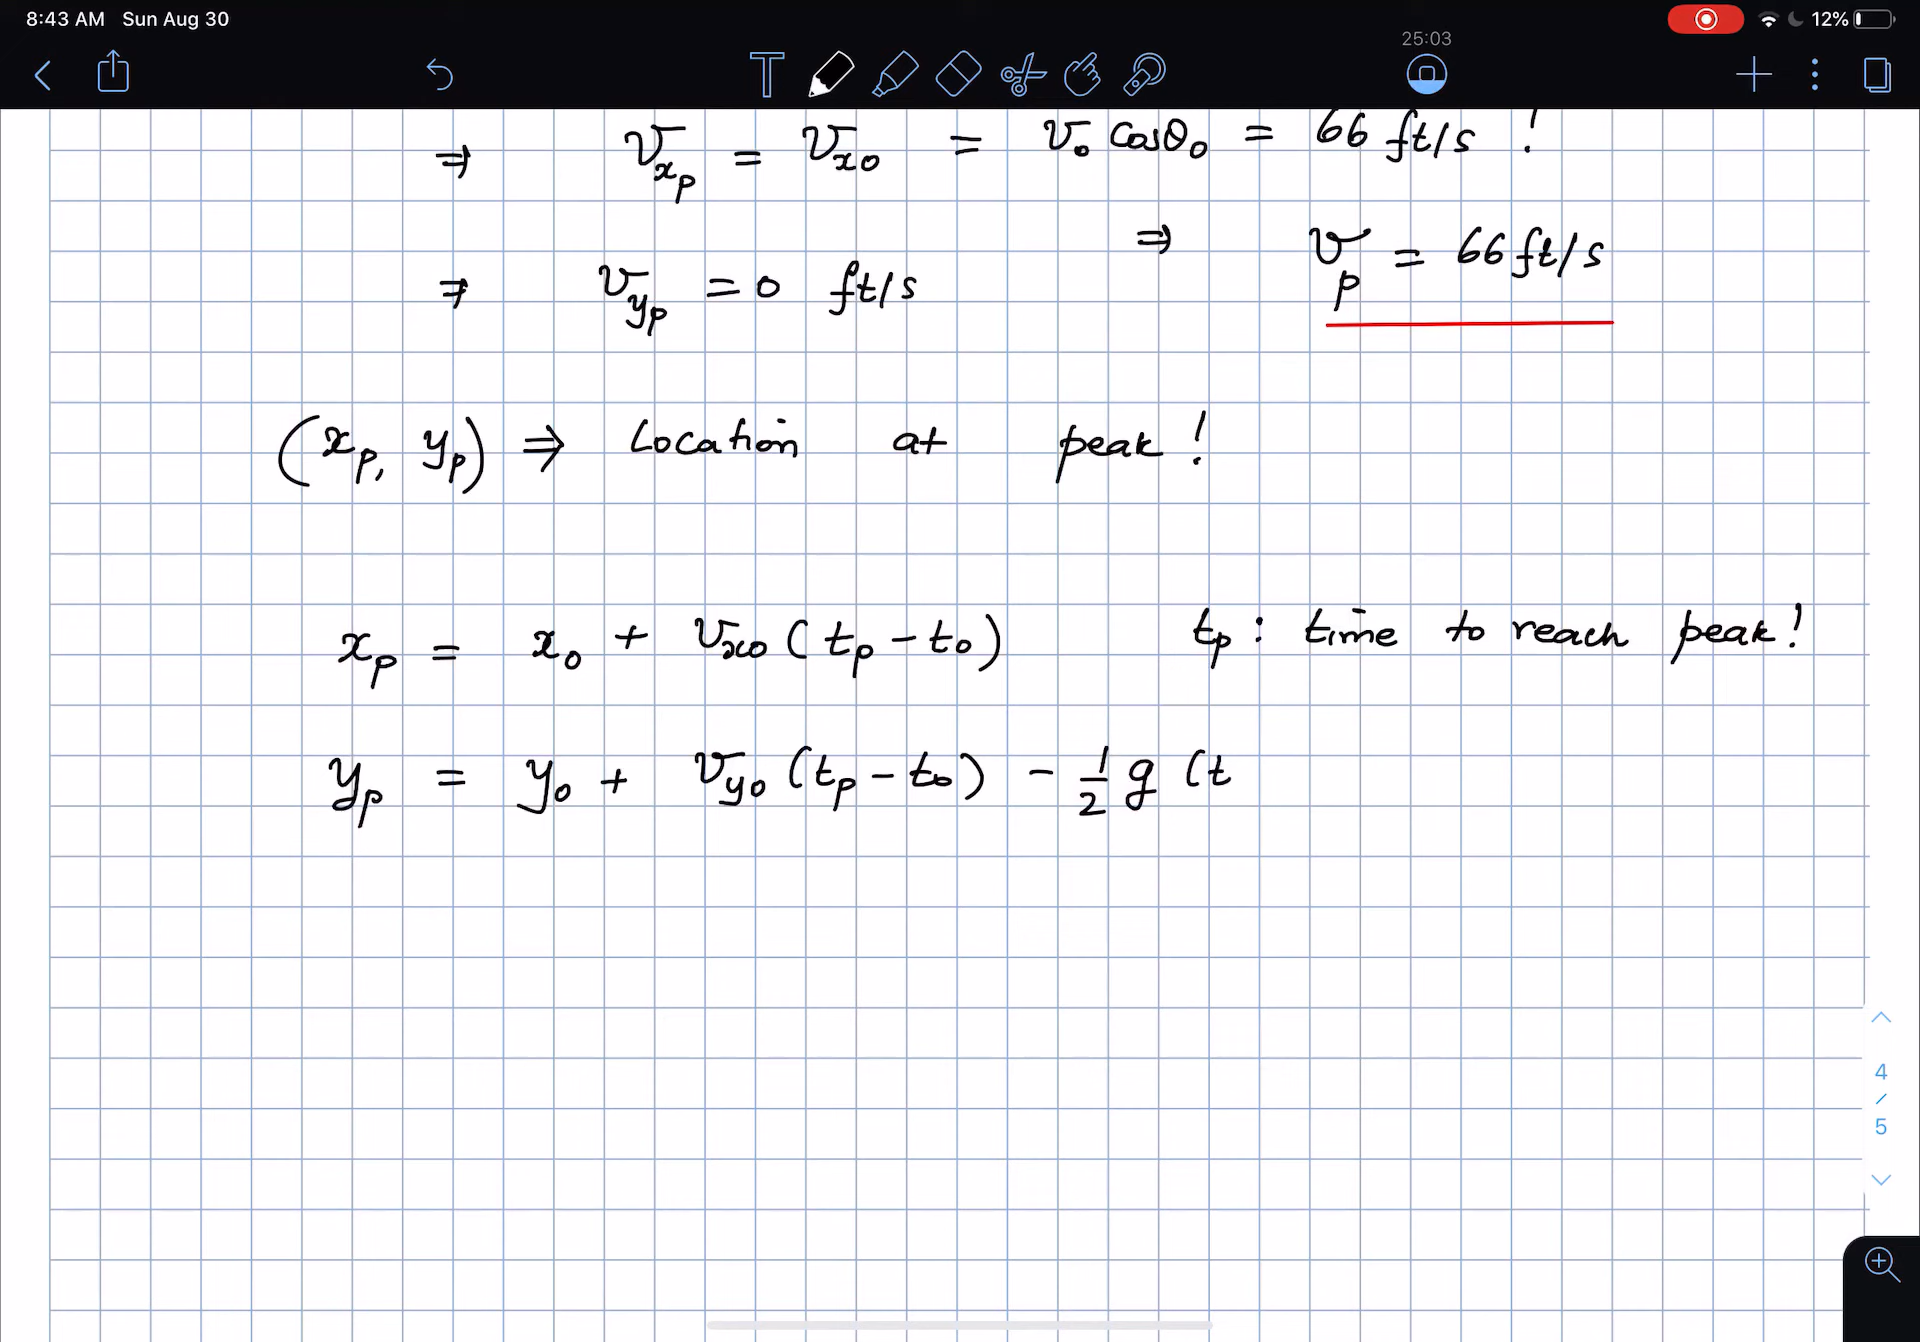 8:43 AM Sun Aug 30
12%
25:03
⇒ v_xp = v_x0 = v_0 cosθ_0 = 66 ft/s !
⇒ v_p = 66 ft/s
⇒ v_yp = 0 ft/s
(x_p, y_p) ⇒ Location at peak!
x_p = x_0 + v_x0 (t_p - t_0) t_p : time to reach peak!
y_p = y_0 + v_y0 (t_p - t_0) - 1/2 g (t
4
/
5